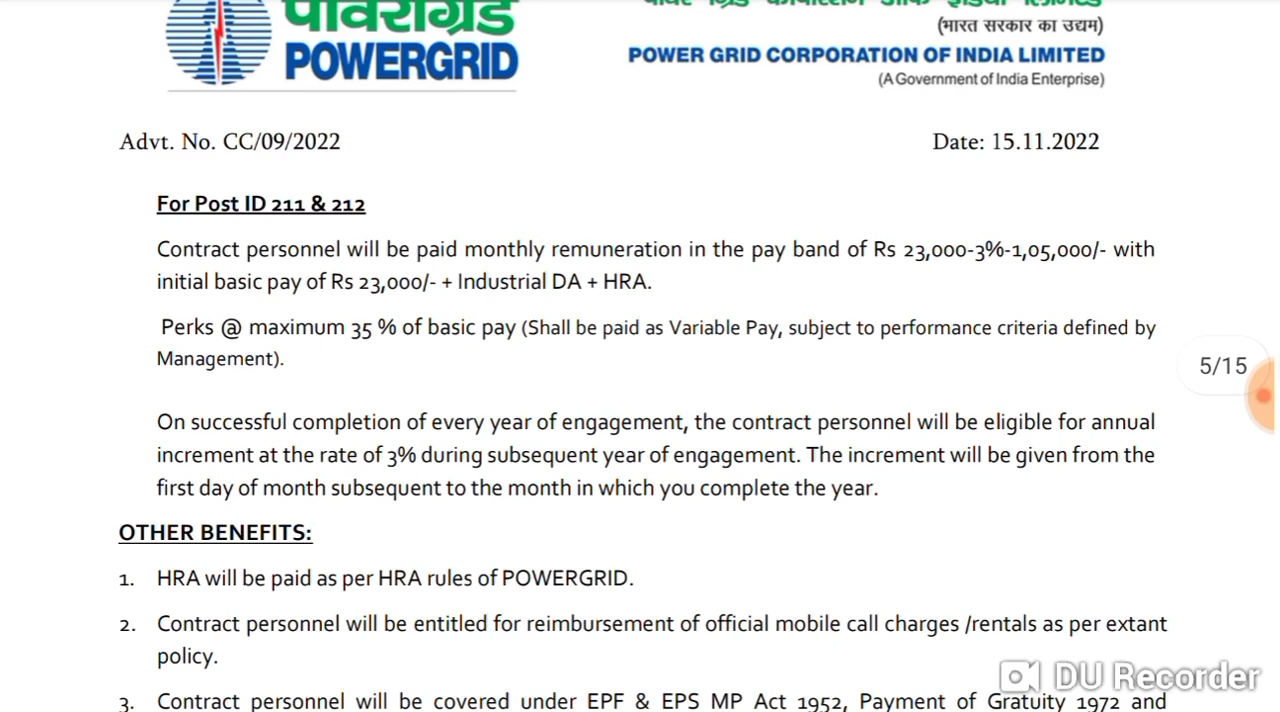 पावरग्रिड
POWERGRID
(भारत सरकार का उद्यम)
POWER GRID CORPORATION OF INDIA LIMITED
(A Government of India Enterprise)
Advt. No. CC/09/2022
Date: 15.11.2022
For Post ID 211 & 212
Contract personnel will be paid monthly remuneration in the pay band of Rs 23,000-3%-1,05,000/- with
initial basic pay of Rs 23,000/- + Industrial DA + HRA.
Perks @ maximum 35 % of basic pay (Shall be paid as Variable Pay, subject to performance criteria defined by
Management).
5/15
On successful completion of every year of engagement, the contract personnel will be eligible for annual
increment at the rate of 3% during subsequent year of engagement. The increment will be given from the
first day of month subsequent to the month in which you complete the year.
OTHER BENEFITS:
1. HRA will be paid as per HRA rules of POWERGRID.
2. Contract personnel will be entitled for reimbursement of official mobile call charges /rentals as per extant
policy.
DU Recorder
3. Contract personnel will be covered under EPF & EPS MP Act 1952, Payment of Gratuity 1972 and